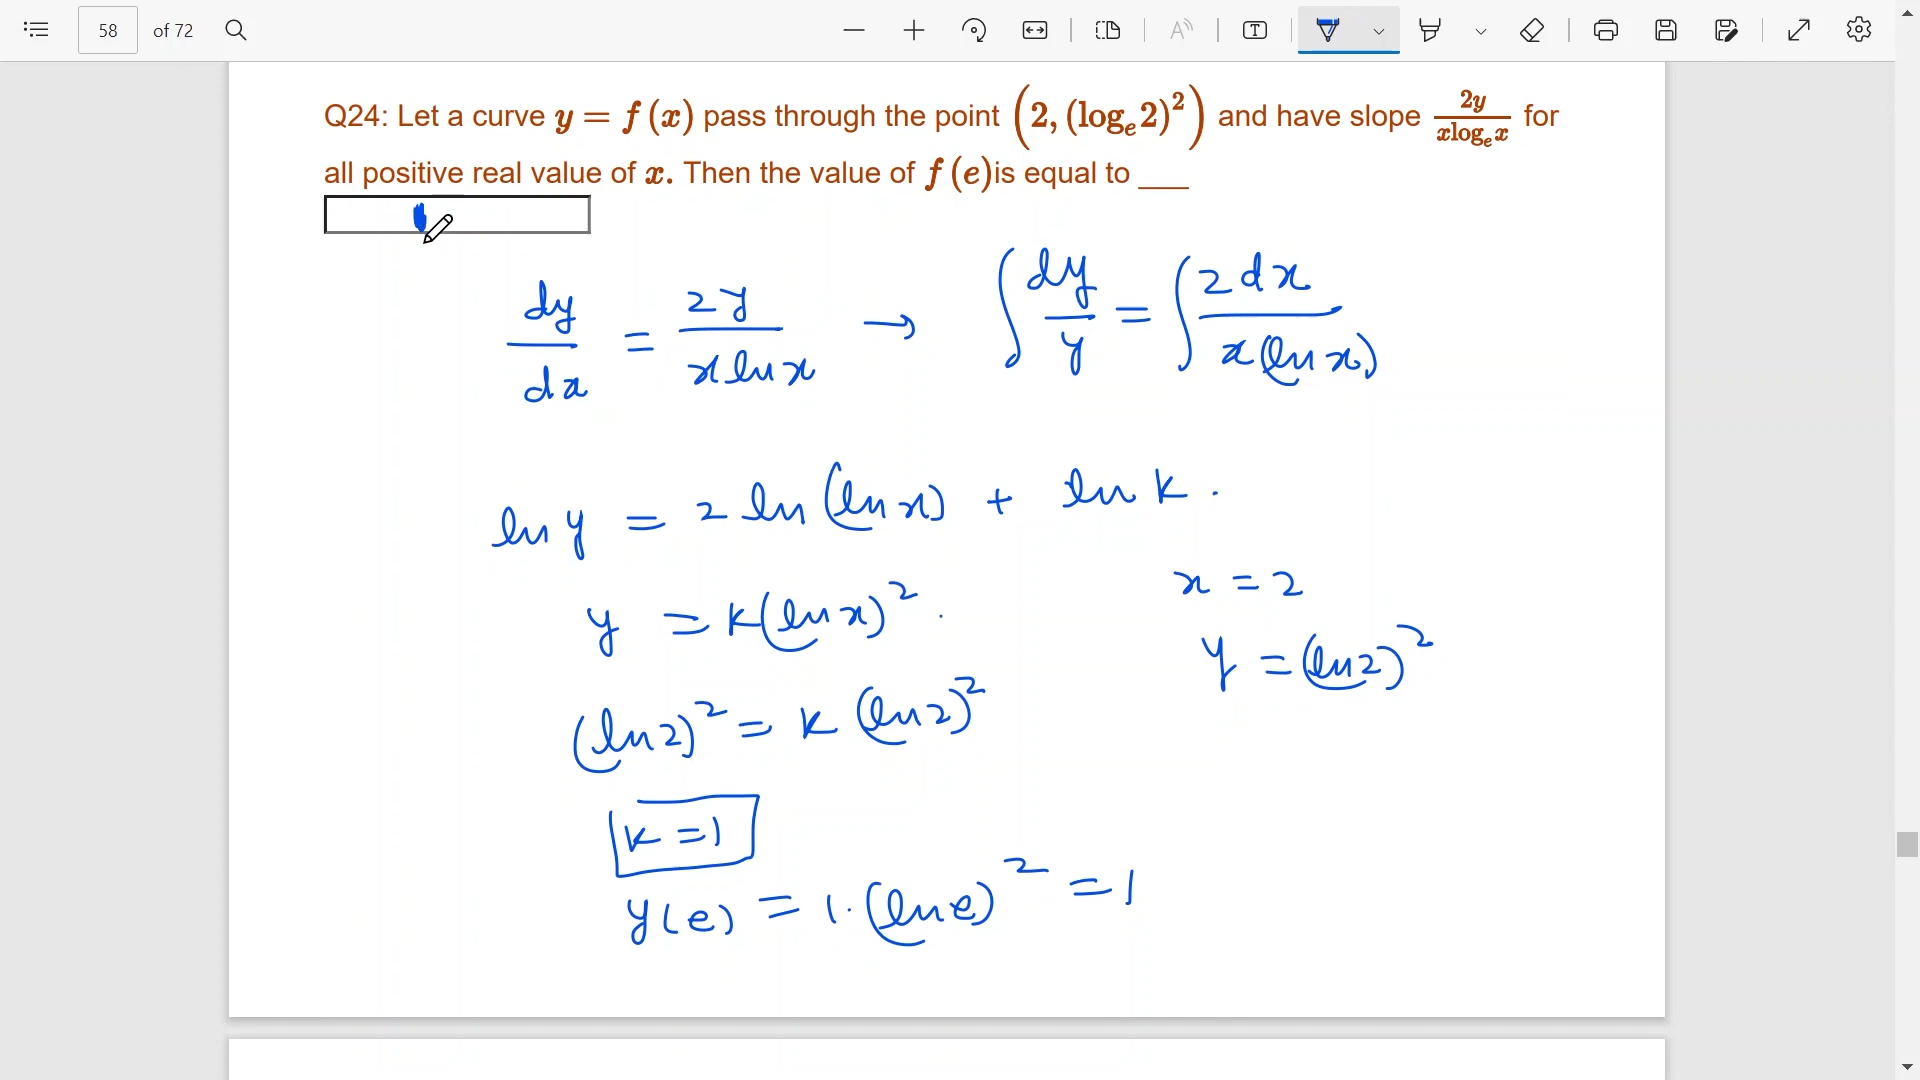 58 of 72
Q24: Let a curve y = f (x) pass through the point (2, (logₑ2)²) and have slope 2y/(xlogₑx) for
all positive real value of x. Then the value of f (e)is equal to ___
dy/dx = 2y/(x ln x) → ∫ dy/y = ∫ 2 dx/(x(ln x))
ln y = 2 ln (ln x) + ln k .
y = k(ln x)² .
x = 2
y = (ln 2)²
(ln 2)² = k (ln 2)²
k = 1
y(e) = 1. (ln e)² = 1